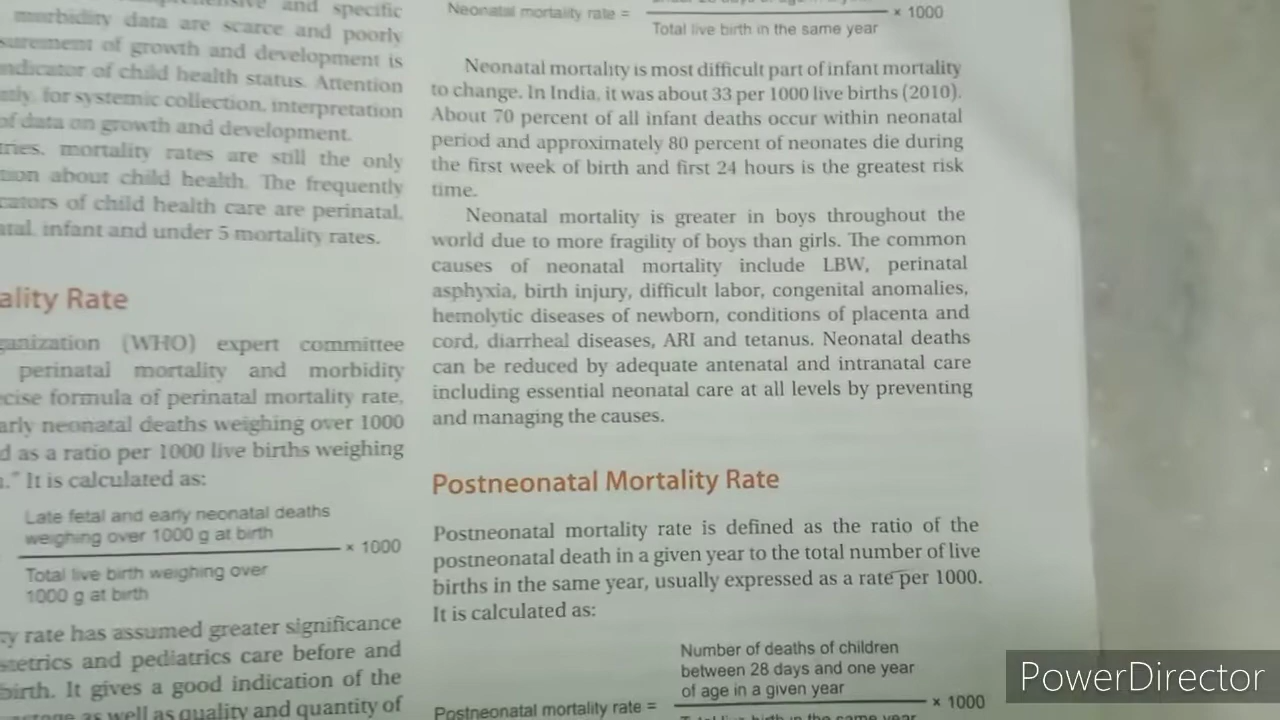 and specific
morbidity data are scarce and poorly
surement of growth and development is
ndicator of child health status. Attention
for systemic collection, interpretation
of data on growth and development.
tries, mortality rates are still the only
tion about child health. The frequently
cators of child health care are perinatal,
atal, infant and under 5 mortality rates.
ality Rate
ganization (WHO) expert committee
perinatal mortality and morbidity
ecise formula of perinatal mortality rate,
arly neonatal deaths weighing over 1000
d as a ratio per 1000 live births weighing
." It is calculated as:
Late fetal and early neonatal deaths
weighing over 1000 g at birth
× 1000
Total live birth weighing over
1000 g at birth
ty rate has assumed greater significance
stetrics and pediatrics care before and
birth. It gives a good indication of the
as well as quality and quantity of
Neonatal mortality rate =
× 1000
Total live birth in the same year
Neonatal mortality is most difficult part of infant mortality
to change. In India, it was about 33 per 1000 live births (2010).
About 70 percent of all infant deaths occur within neonatal
period and approximately 80 percent of neonates die during
the first week of birth and first 24 hours is the greatest risk
time.
Neonatal mortality is greater in boys throughout the
world due to more fragility of boys than girls. The common
causes of neonatal mortality include LBW, perinatal
asphyxia, birth injury, difficult labor, congenital anomalies,
hemolytic diseases of newborn, conditions of placenta and
cord, diarrheal diseases, ARI and tetanus. Neonatal deaths
can be reduced by adequate antenatal and intranatal care
including essential neonatal care at all levels by preventing
and managing the causes.
Postneonatal Mortality Rate
Postneonatal mortality rate is defined as the ratio of the
postneonatal death in a given year to the total number of live
births in the same year, usually expressed as a rate per 1000.
It is calculated as:
Number of deaths of children
between 28 days and one year
of age in a given year
Postneonatal mortality rate =
× 1000
birth in the same year
PowerDirector